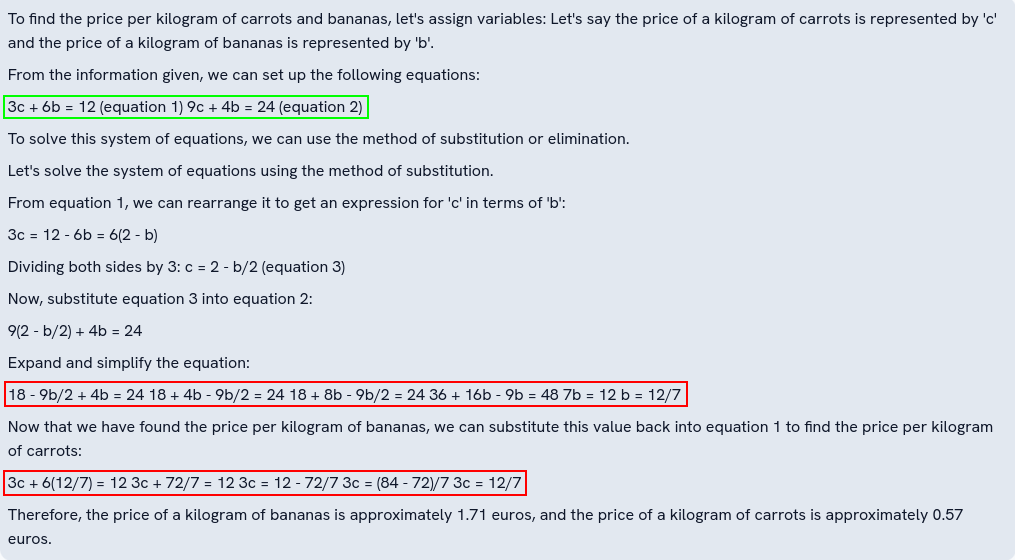 To find the price per kilogram of carrots and bananas, let's assign variables: Let's say the price of a kilogram of carrots is represented by 'c'
and the price of a kilogram of bananas is represented by 'b'.
From the information given, we can set up the following equations:
3c + 6b = 12 (equation 1) 9c + 4b = 24 (equation 2)
To solve this system of equations, we can use the method of substitution or elimination.
Let's solve the system of equations using the method of substitution.
From equation 1, we can rearrange it to get an expression for 'c' in terms of 'b':
3c = 12 - 6b = 6(2 - b)
Dividing both sides by 3: c = 2 - b/2 (equation 3)
Now, substitute equation 3 into equation 2:
9(2 - b/2) + 4b = 24
Expand and simplify the equation:
18 - 9b/2 + 4b = 24 18 + 4b - 9b/2 = 24 18 + 8b - 9b/2 = 24 36 + 16b - 9b = 48 7b = 12 b = 12/7
Now that we have found the price per kilogram of bananas, we can substitute this value back into equation 1 to find the price per kilogram
of carrots:
3c + 6(12/7) = 12 3c + 72/7 = 12 3c = 12 - 72/7 3c = (84 - 72)/7 3c = 12/7
Therefore, the price of a kilogram of bananas is approximately 1.71 euros, and the price of a kilogram of carrots is approximately 0.57
euros.